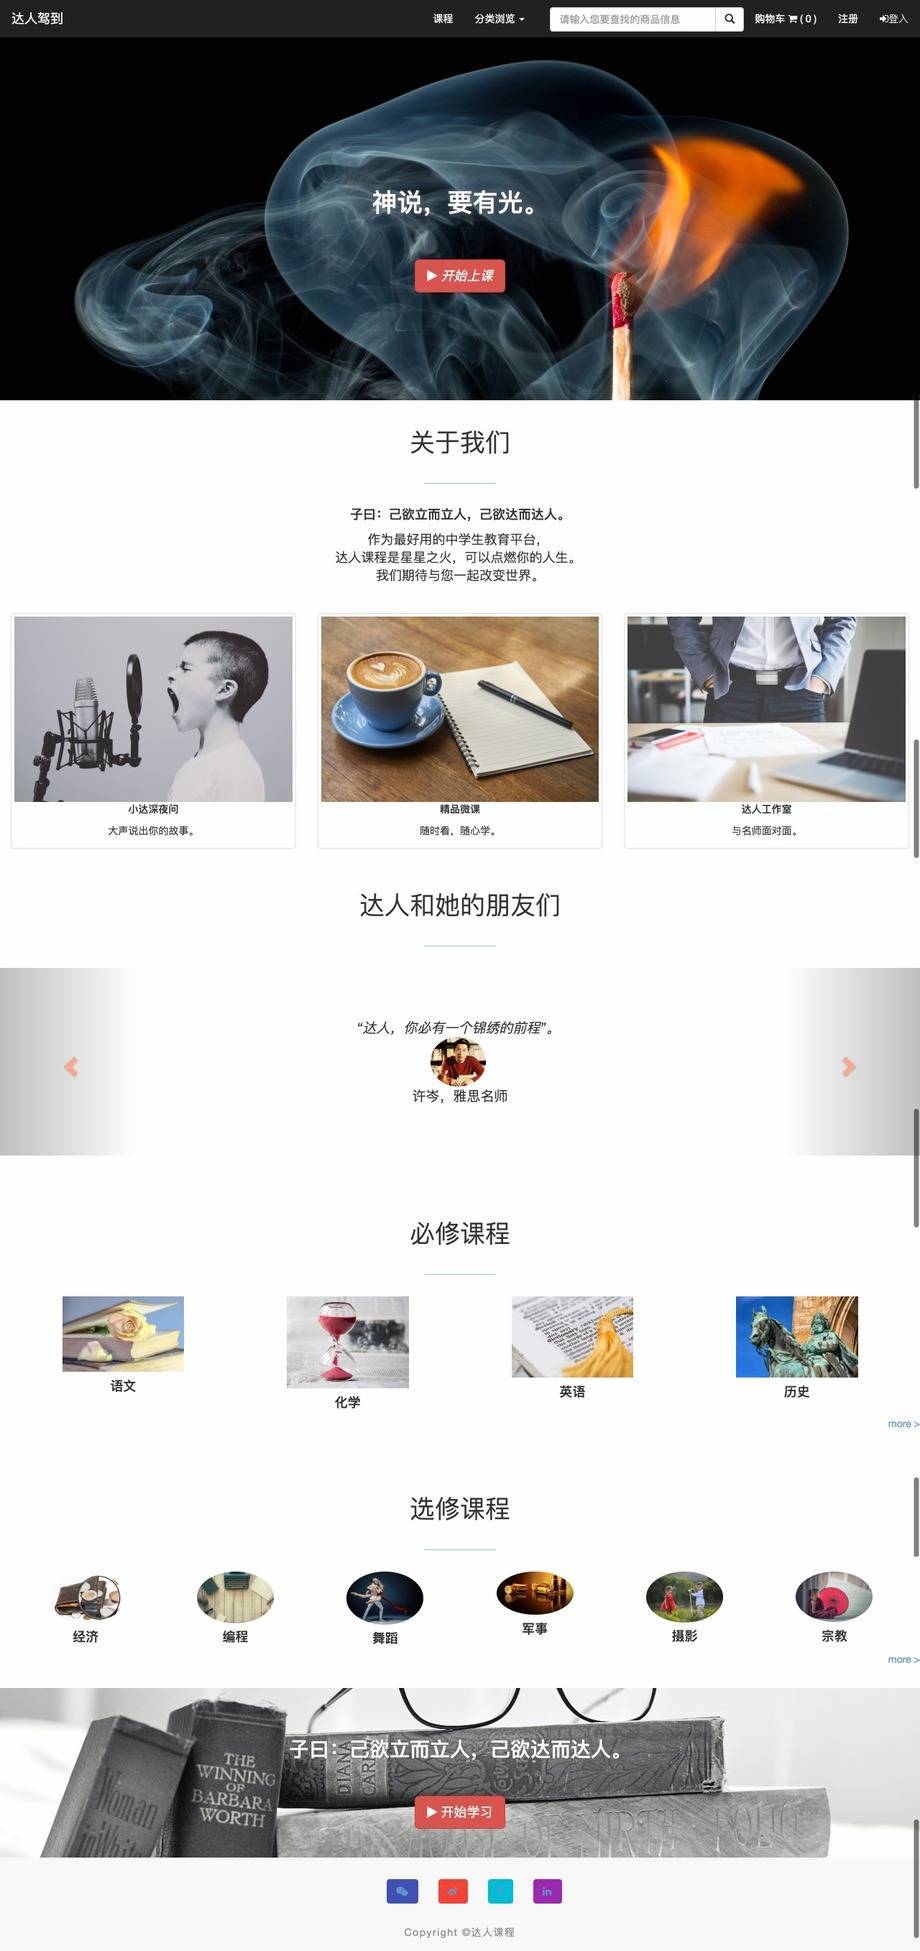 达人驾到
课程
分类浏览
请输入您要查找的商品信息
购物车 ( 0 )
注册
登入
神说，要有光。
开始上课
关于我们
子曰：己欲立而立人，己欲达而达人。
作为最好用的中学生教育平台，
达人课程是星星之火，可以点燃你的人生。
我们期待与您一起改变世界。
小达深夜问
大声说出你的故事。
精品微课
随时看，随心学。
达人工作室
与名师面对面。
达人和她的朋友们
“达人，你必有一个锦绣的前程”。
许岑，雅思名师
必修课程
语文
化学
英语
历史
more >
选修课程
经济
编程
舞蹈
军事
摄影
宗教
more >
子曰：己欲立而立人，己欲达而达人。
THE
WINNING
OF
BARBARA
WORTH
DIANA
开始学习
Copyright ©达人课程